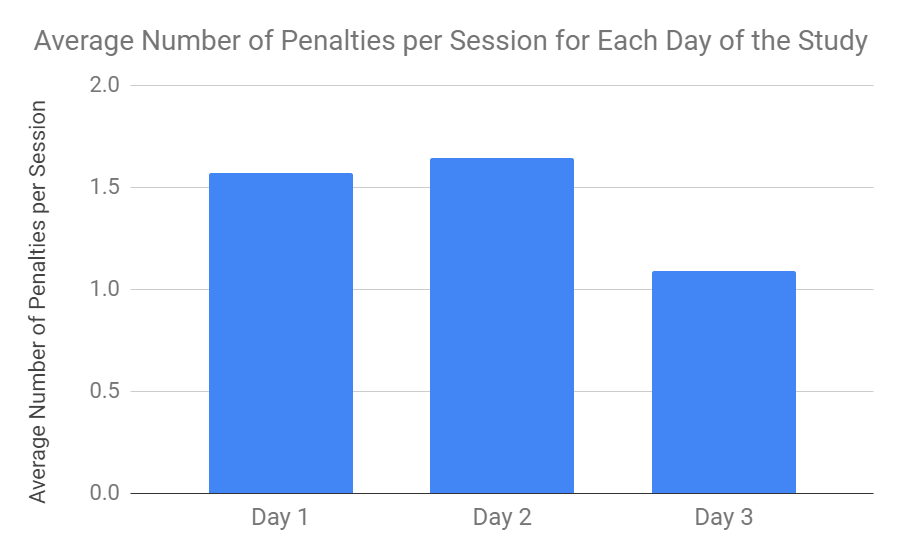 Average Number of Penalties per Session for Each Day of the Study
Average Number of Penalties per Session
2.0
1.5
1.0
0.5
0.0
Day 1
Day 2
Day 3